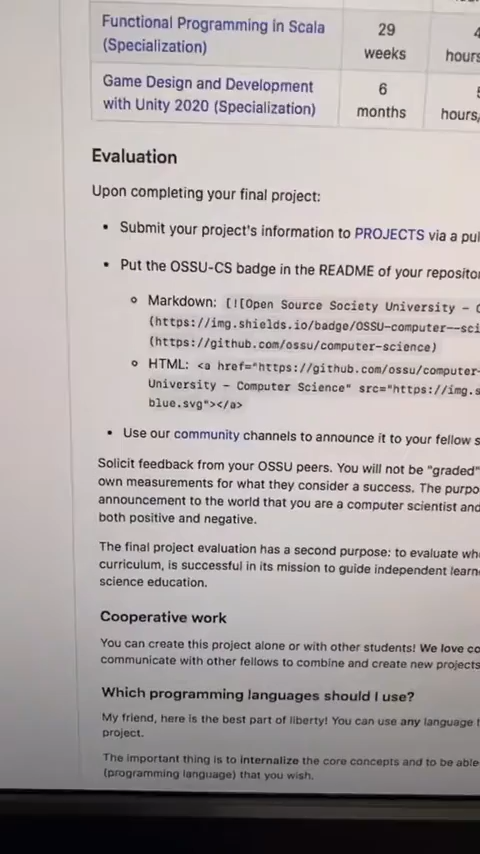 Functional Programming in Scala
(Specialization)
29
weeks
hours
Game Design and Development
with Unity 2020 (Specialization)
6
months
hours,
Evaluation
Upon completing your final project:
• Submit your project's information to PROJECTS via a pul
• Put the OSSU-CS badge in the README of your repositor
Markdown: [![Open Source Society University - C
(https://img.shields.io/badge/OSSU-computer--sci
(https://github.com/ossu/computer-science)
HTML: <a href="https://github.com/ossu/computer-
University - Computer Science" src="https://img.s
blue.svg"></a>
• Use our community channels to announce it to your fellow s
Solicit feedback from your OSSU peers. You will not be "graded"
own measurements for what they consider a success. The purpo
announcement to the world that you are a computer scientist and
both positive and negative.
The final project evaluation has a second purpose: to evaluate whe
curriculum, is successful in its mission to guide independent learne
science education.
Cooperative work
You can create this project alone or with other students! We love co
communicate with other fellows to combine and create new projects
Which programming languages should I use?
My friend, here is the best part of liberty! You can use any language t
project.
The important thing is to internalize the core concepts and to be able
(programming language) that you wish.